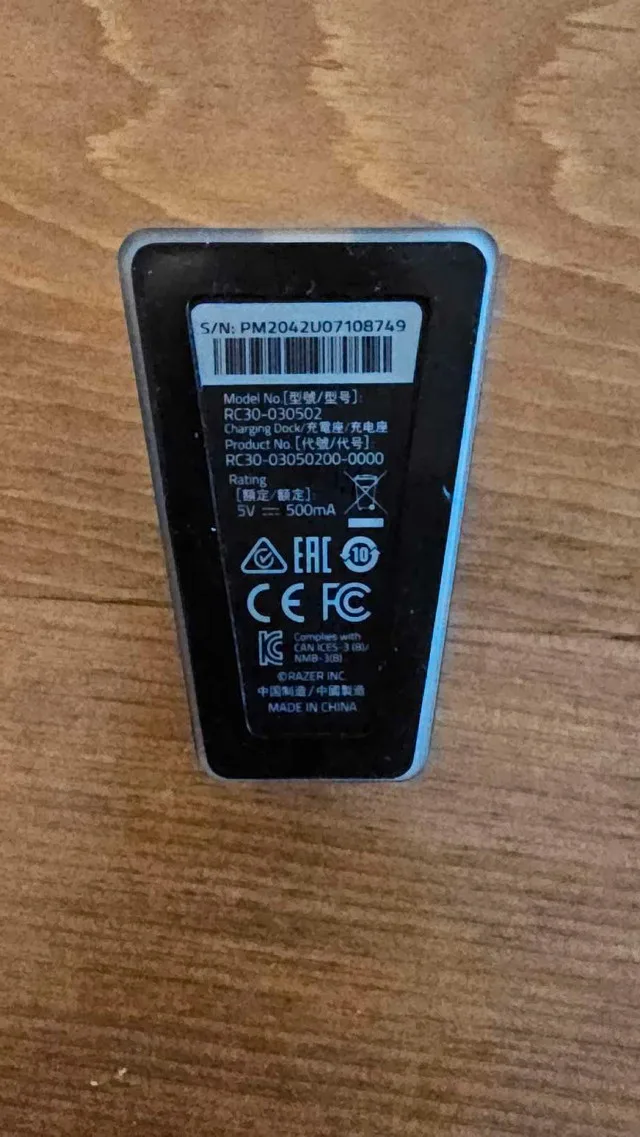 S/N: PM2042U07108749
Model No.[型號/型号]:
RC30-030502
Charging Dock/充電座/充电座
Product No. [代號/代号]:
RC30-03050200-0000
Rating
[額定/额定]:
5V ⎓ 500mA
EAC
10
CE FC
Complies with
CAN ICES-3 (B)/
NMB-3(B)
©RAZER INC.
中国制造/中國製造
MADE IN CHINA